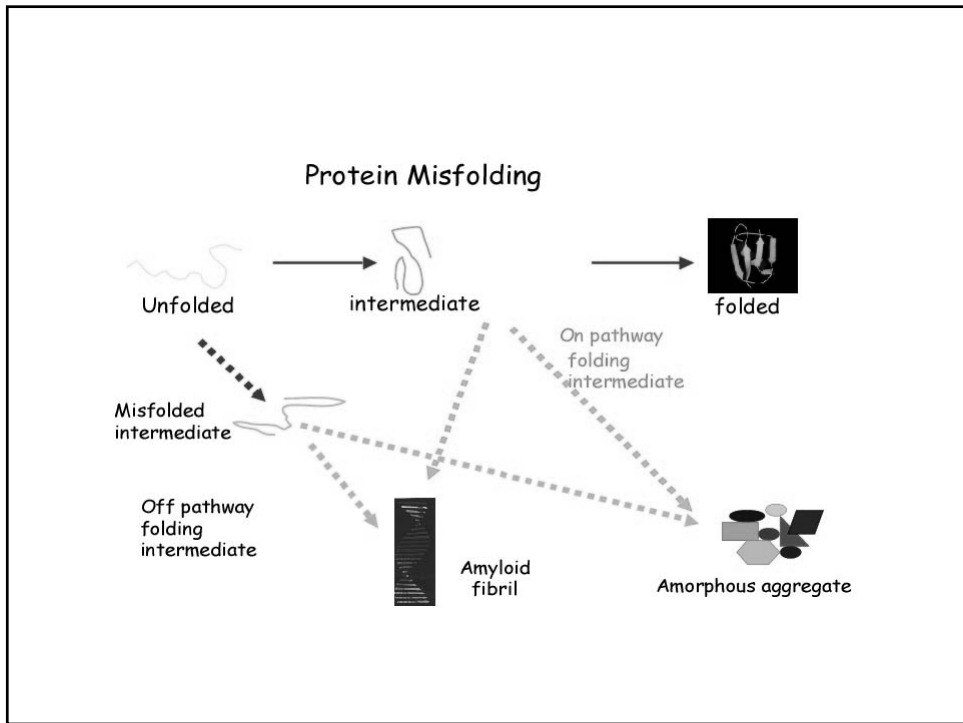 Protein Misfolding
Unfolded
intermediate
folded
On pathway
folding
intermediate
Misfolded
intermediate
Off pathway
folding
intermediate
Amyloid
fibril
Amorphous aggregate